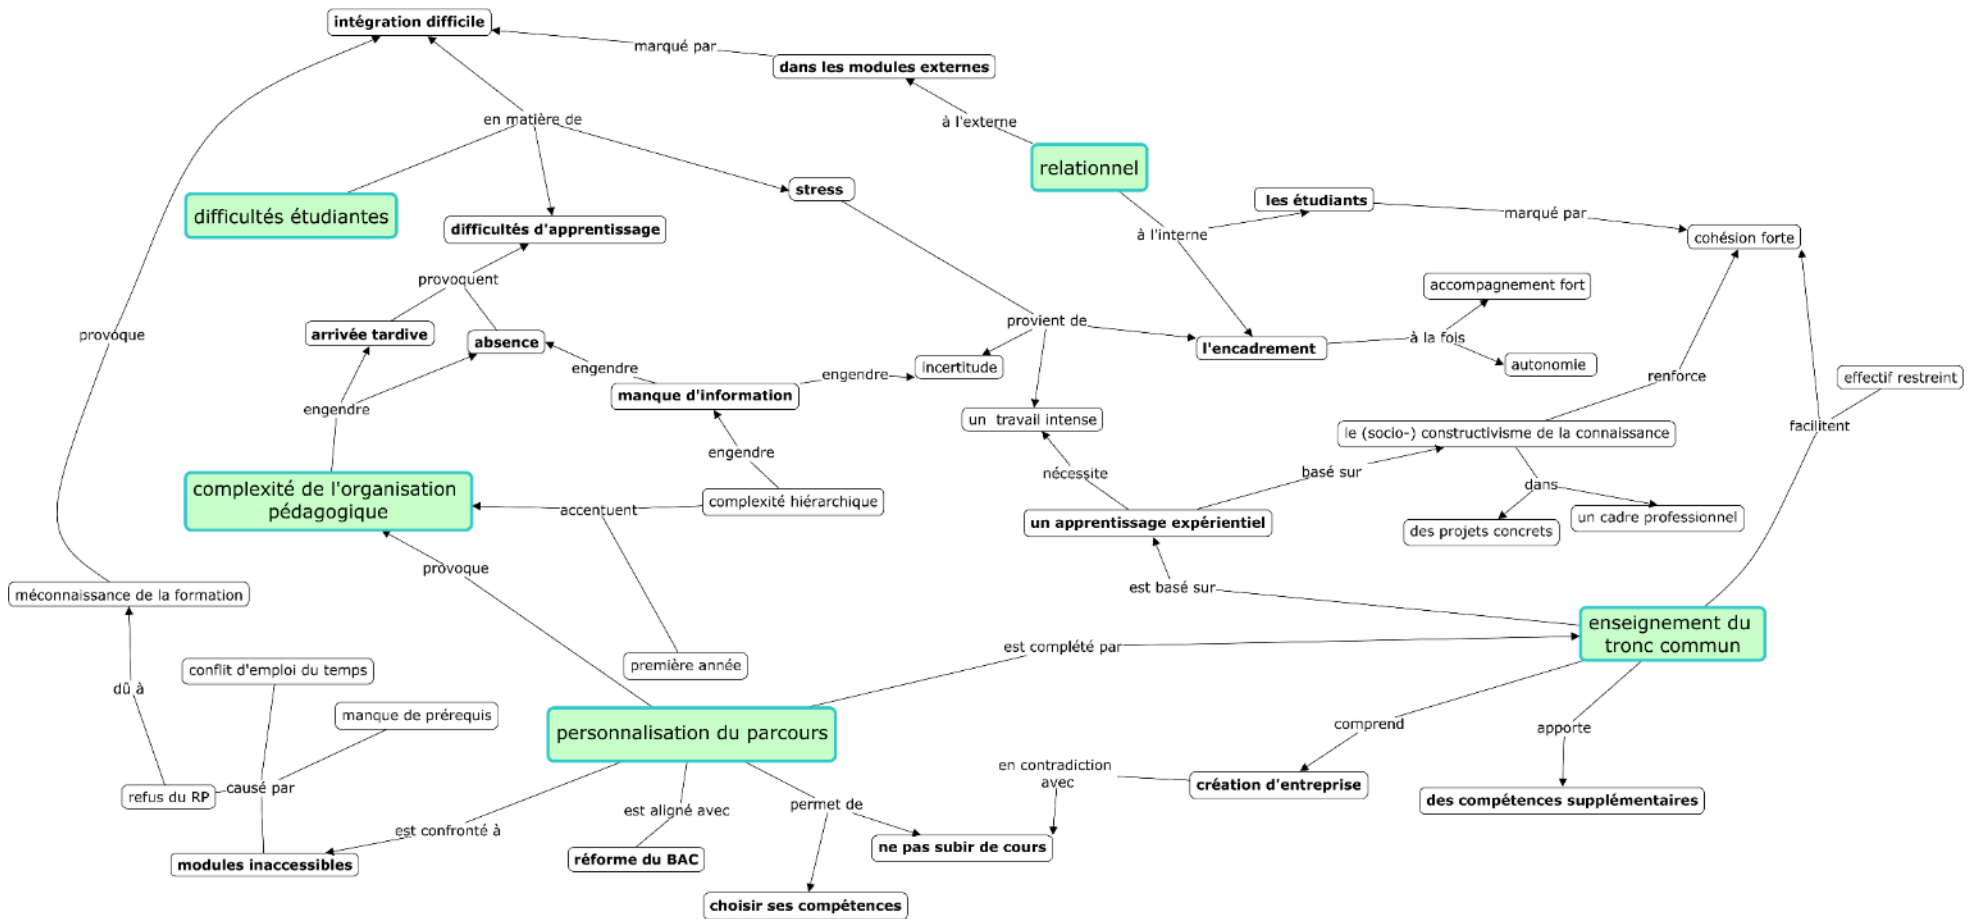 intégration difficile
marqué par
dans les modules externes
en matière de
à l'externe
relationnel
stress
les étudiants
difficultés étudiantes
marqué par
difficultés d'apprentissage
à l'interne
cohésion forte
provoquent
accompagnement fort
provoque
arrivée tardive
absence
provient de
l'encadrement
à la fois
engendre
incertitude
engendre
autonomie
renforce
effectif restreint
manque d'information
engendre
un travail intense
facilitent
le (socio-) constructivisme de la connaissance
engendre
nécessite
basé sur
complexité de l'organisation
pédagogique
complexité hiérarchique
dans
accentuent
un apprentissage expérientiel
des projets concrets
un cadre professionnel
provoque
méconnaissance de la formation
est basé sur
enseignement du
tronc commun
est complété par
conflit d'emploi du temps
première année
dû à
manque de prérequis
personnalisation du parcours
comprend
apporte
en contradiction
avec
causé par
refus du RP
création d'entreprise
des compétences supplémentaires
permet de
est aligné avec
est confronté à
ne pas subir de cours
modules inaccessibles
réforme du BAC
choisir ses compétences